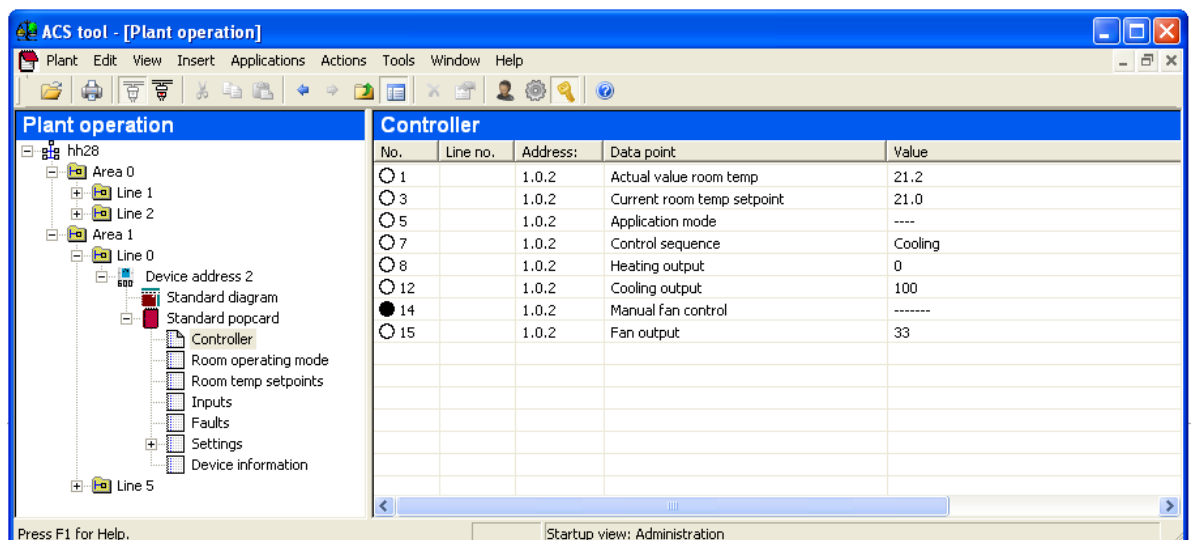 ACS tool - [Plant operation]
Plant Edit View Insert Applications Actions Tools Window Help
Plant operation
hh28
Area 0
Line 1
Line 2
Area 1
Line 0
600
Device address 2
Standard diagram
Standard popcard
Controller
Room operating mode
Room temp setpoints
Inputs
Faults
Settings
Device information
Line 5
Controller
No. Line no. Address: Data point Value
1 1.0.2 Actual value room temp 21.2
3 1.0.2 Current room temp setpoint 21.0
5 1.0.2 Application mode ----
7 1.0.2 Control sequence Cooling
8 1.0.2 Heating output 0
12 1.0.2 Cooling output 100
14 1.0.2 Manual fan control -------
15 1.0.2 Fan output 33
Press F1 for Help. Startup view: Administration